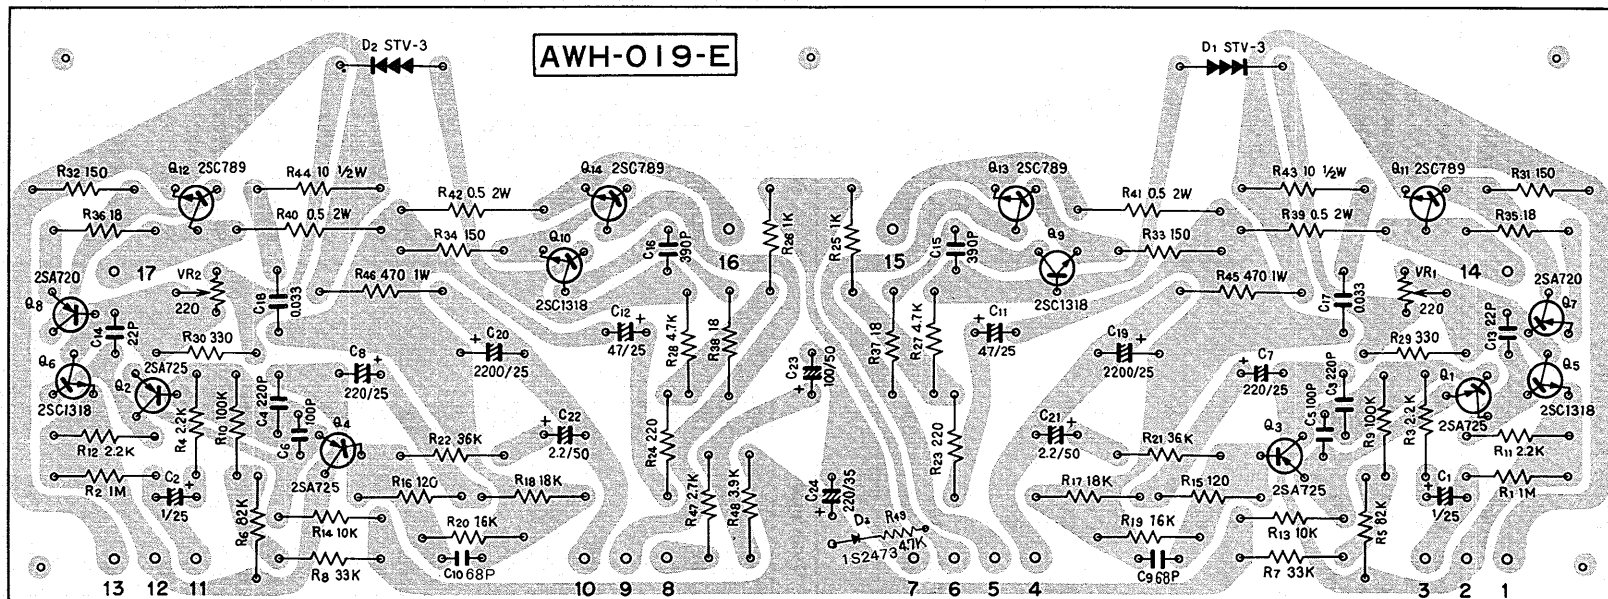 AWH-019-E
D2 STV-3
D1 STV-3
Q12 2SC789
Q14 2SC789
Q13 2SC789
Q11 2SC789
R32 150
R44 10 ½W
R42 0.5 2W
R41 0.5 2W
R43 10 ½W
R31 150
R36 18
R40 0.5 2W
R34 150
Q10
C16 390P
R26 1K
R25 1K
C15 390P
Q9
R33 150
R39 0.5 2W
R35 18
2SA720
17
VR2
220
C18 0.033
R46 470 1W
2SC1318
16
15
2SC1318
R45 470 1W
C17 0.033
VR1
220
14
2SA720
Q8
C14 22P
C12
47/25
R28 4.7K
R38 18
R37 18
R27 4.7K
C11
47/25
C13 22P
Q7
R30 330
C20
2200/25
C19
2200/25
R29 330
Q6
2SC1318
Q2
2SA725
C8
220/25
C23 100/50
C7
220/25
Q1
2SA725
Q5
2SC1318
R4 2.2K
R10 100K
C4 220P
C6 100P
Q4
2SA725
C22
2.2/50
R24 220
R23 220
C21
2.2/50
Q3
2SA725
C5 100P
C3 220P
R9 100K
R3 2.2K
R12 2.2K
R22 36K
R21 36K
R11 2.2K
R2 1M
C2
1/25
R16 120
R18 18K
R47 2.7K
R48 3.9K
C24 220/35
R17 18K
R15 120
C1
1/25
R1 1M
R6 82K
R14 10K
R20 16K
D3
R49
4.7K
1S2473
R19 16K
R13 10K
R5 82K
R8 33K
C10 68P
C9 68P
R7 33K
13 12 11 10 9 8 7 6 5 4 3 2 1